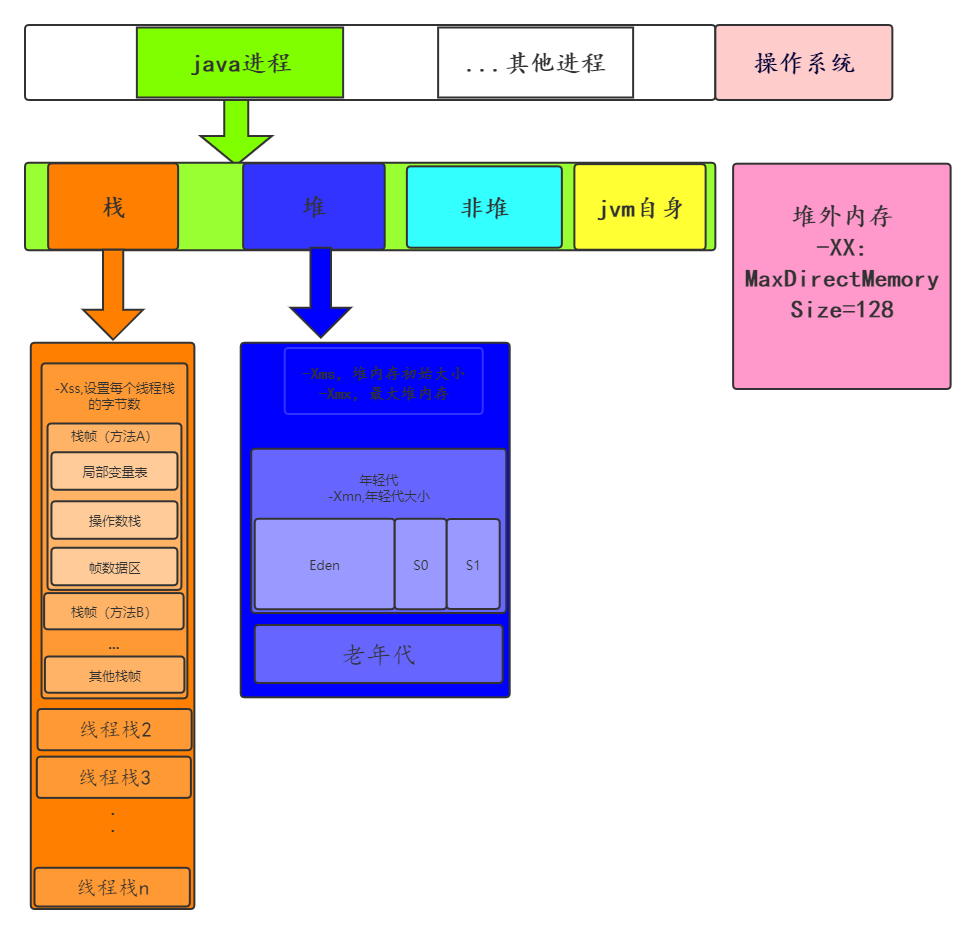 java进程
...其他进程
操作系统
栈
堆
非堆
jvm自身
堆外内存
-XX:
MaxDirectMemory
Size=128
-Xss,设置每个线程栈
的字节数
栈帧（方法A）
局部变量表
操作数栈
帧数据区
栈帧（方法B）
...
其他栈帧
线程栈2
线程栈3
.
.
线程栈n
-Xms, 堆内存初始大小
-Xmx, 最大堆内存
年轻代
-Xmn,年轻代大小
Eden
S0
S1
老年代